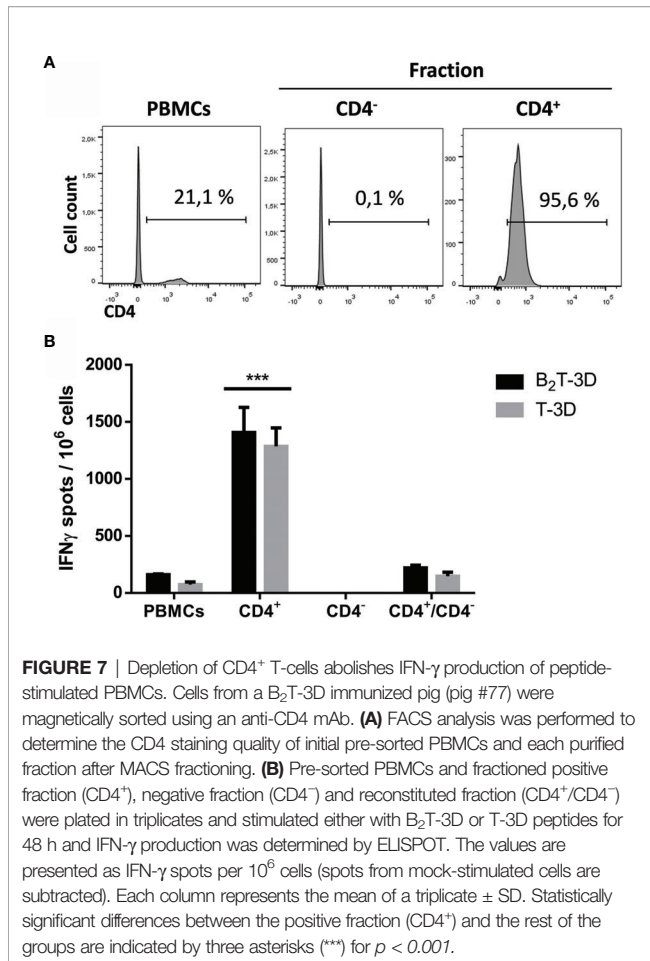 A
Fraction
PBMCs
CD4-
CD4+
2,0K
1,5K
1,0K
500
0
21,1 %
2,5K
2,0K
1,5K
1,0K
500
0
0,1 %
300
200
100
0
95,6 %
Cell count
-10³ 0 10³ 10⁴ 10⁵
-10³ 0 10³ 10⁴ 10⁵
-10³ 0 10³ 10⁴ 10⁵
CD4
B
2000
1500
1000
500
0
IFNγ spots / 10⁶ cells
***
B₂T-3D
T-3D
PBMCs CD4⁺ CD4⁻ CD4⁺/CD4⁻
FIGURE 7 | Depletion of CD4⁺ T-cells abolishes IFN-γ production of peptide-
stimulated PBMCs. Cells from a B₂T-3D immunized pig (pig #77) were
magnetically sorted using an anti-CD4 mAb. (A) FACS analysis was performed to
determine the CD4 staining quality of initial pre-sorted PBMCs and each purified
fraction after MACS fractioning. (B) Pre-sorted PBMCs and fractioned positive
fraction (CD4⁺), negative fraction (CD4⁻) and reconstituted fraction (CD4⁺/CD4⁻)
were plated in triplicates and stimulated either with B₂T-3D or T-3D peptides for
48 h and IFN-γ production was determined by ELISPOT. The values are
presented as IFN-γ spots per 10⁶ cells (spots from mock-stimulated cells are
subtracted). Each column represents the mean of a triplicate ± SD. Statistically
significant differences between the positive fraction (CD4⁺) and the rest of the
groups are indicated by three asterisks (***) for p < 0.001.